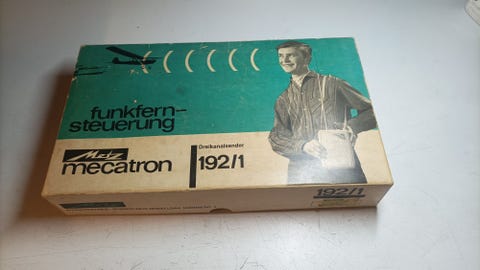 funkfern-
steuerung
Metz
mecatron
Dreikanalsender
192/1
192/1